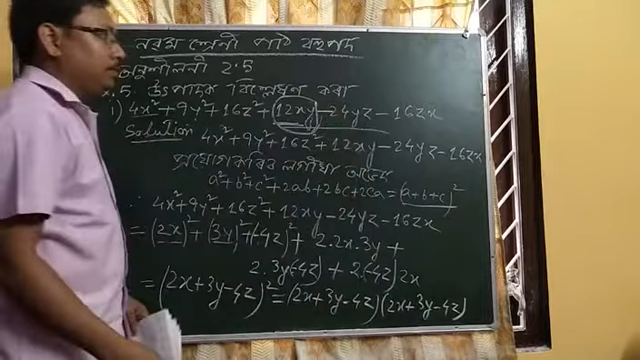 নৱম শ্ৰেণী পাঠ বহুপদ
অনুশীলনী 2.5
5. উৎপাদক বিশ্লেষণ কৰা
i) 4x²+9y²+16z²+12xy-24yz-16zx
Solution 4x²+9y²+16z²+12xy-24yz-16zx
প্ৰয়োগ কৰিব লগীয়া অভেদ
a²+b²+c²+2ab+2bc+2ca=(a+b+c)²
∴ 4x²+9y²+16z²+12xy-24yz-16zx
=(2x)²+(3y)²+(-4z)²+2.2x.3y+
2.3y(-4z)+2.(-4z)2x
=(2x+3y-4z)²=(2x+3y-4z)(2x+3y-4z)